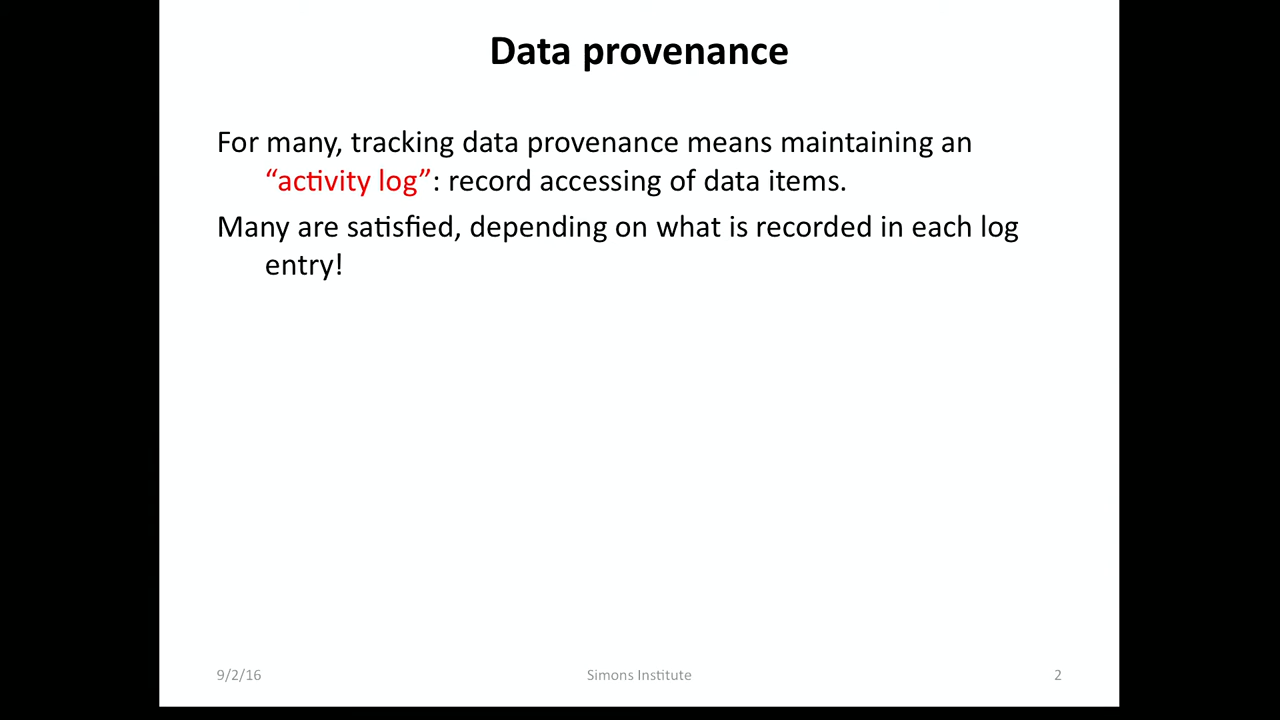 Data provenance
For many, tracking data provenance means maintaining an
“activity log”: record accessing of data items.
Many are satisfied, depending on what is recorded in each log
entry!
9/2/16
Simons Institute
2